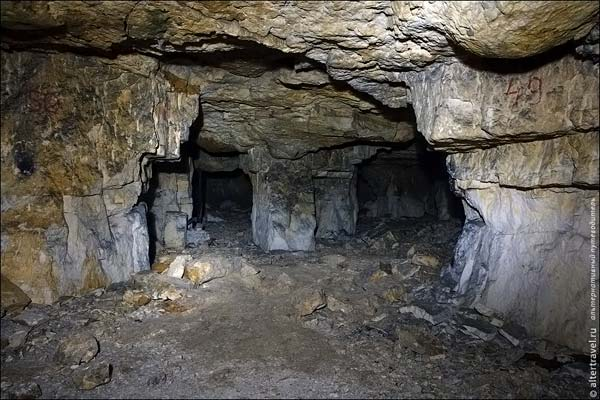 49
© altertravel.ru альтернативный путеводитель